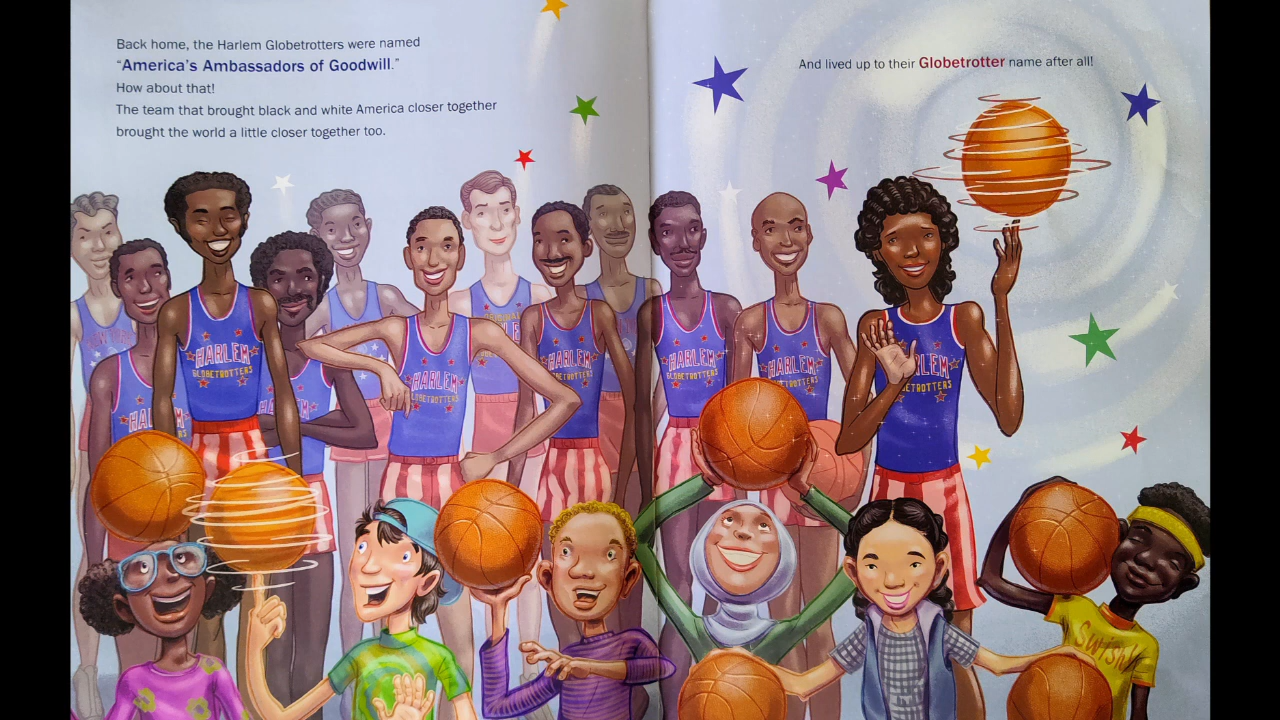 Back home, the Harlem Globetrotters were named
“America’s Ambassadors of Goodwill.”
How about that!
The team that brought black and white America closer together
brought the world a little closer together too.
And lived up to their Globetrotter name after all!
HARLEM
GLOBETROTTERS
HARLEM
GLOBETROTTERS
HARLEM
GLOBETROTTERS
HARLEM
GLOBETROTTERS
HARLEM
GLOBETROTTERS
HARLEM
GLOBETROTTERS
Swish